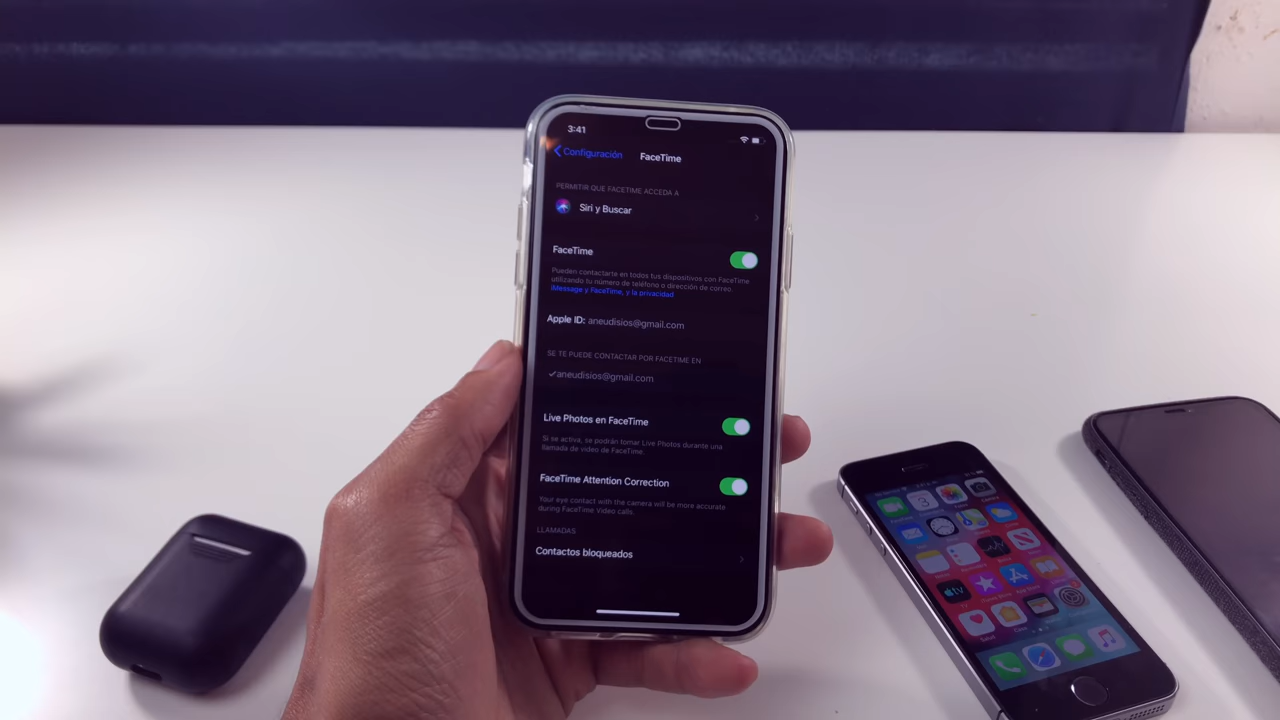 3:41
Configuración
FaceTime
PERMITIR QUE FACETIME ACCEDA A
Siri y Buscar
FaceTime
Pueden contactarte en todos tus dispositivos con FaceTime
utilizando tu número de teléfono o dirección de correo.
iMessage y FaceTime, y la privacidad
Apple ID: aneudisios@gmail.com
SE TE PUEDE CONTACTAR POR FACETIME EN
✓aneudisios@gmail.com
Live Photos en FaceTime
Si se activa, se podrán tomar Live Photos durante una
llamada de video de FaceTime.
FaceTime Attention Correction
Your eye contact with the camera will be more accurate
during FaceTime Video calls.
LLAMADAS
Contactos bloqueados
3